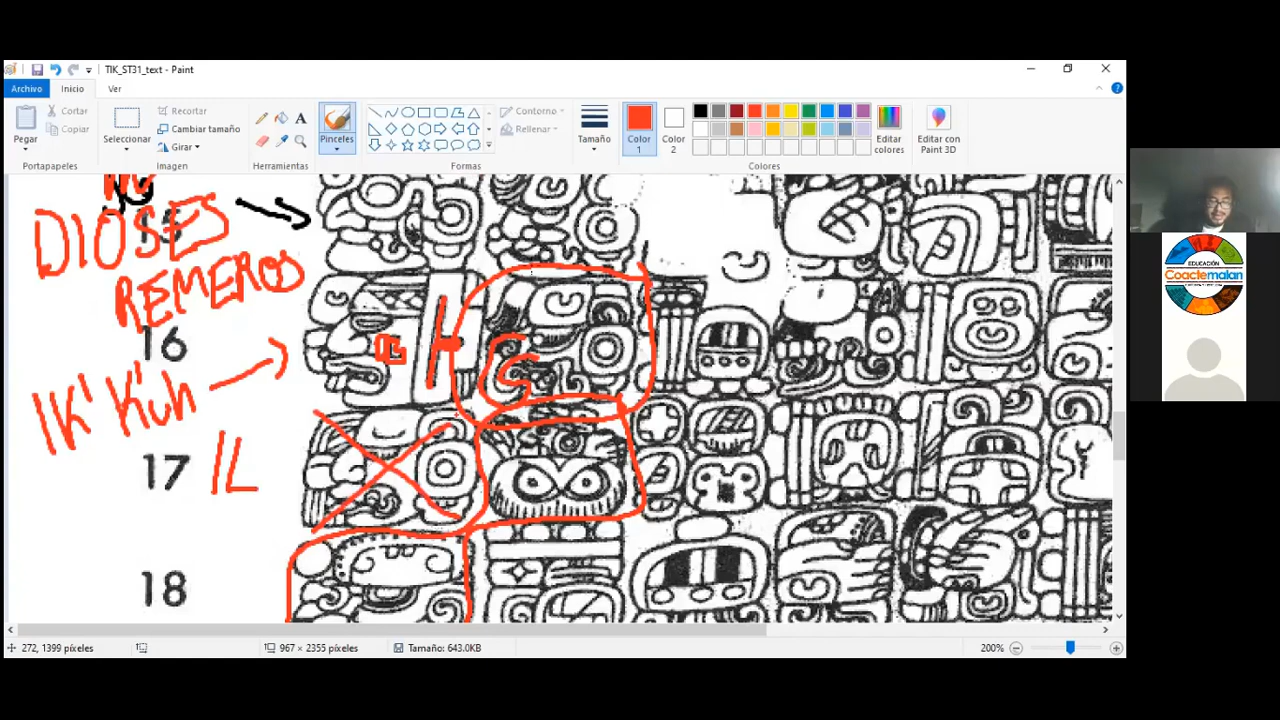 TIK_ST31_text - Paint
Archivo Inicio Ver
Pegar
Cortar
Copiar
Portapapeles
Seleccionar
Recortar
Cambiar tamaño
Girar
Imagen
Herramientas
Pinceles
Contorno
Rellenar
Formas
Tamaño
Color 1
Color 2
Editar colores
Editar con Paint 3D
Colores
DIOSES
REMEROS
16
IK' K'uh
17 IL
18
EDUCACIÓN
Coactemalan
272, 1399 píxeles
967 × 2355 píxeles
Tamaño: 643.0KB
200%